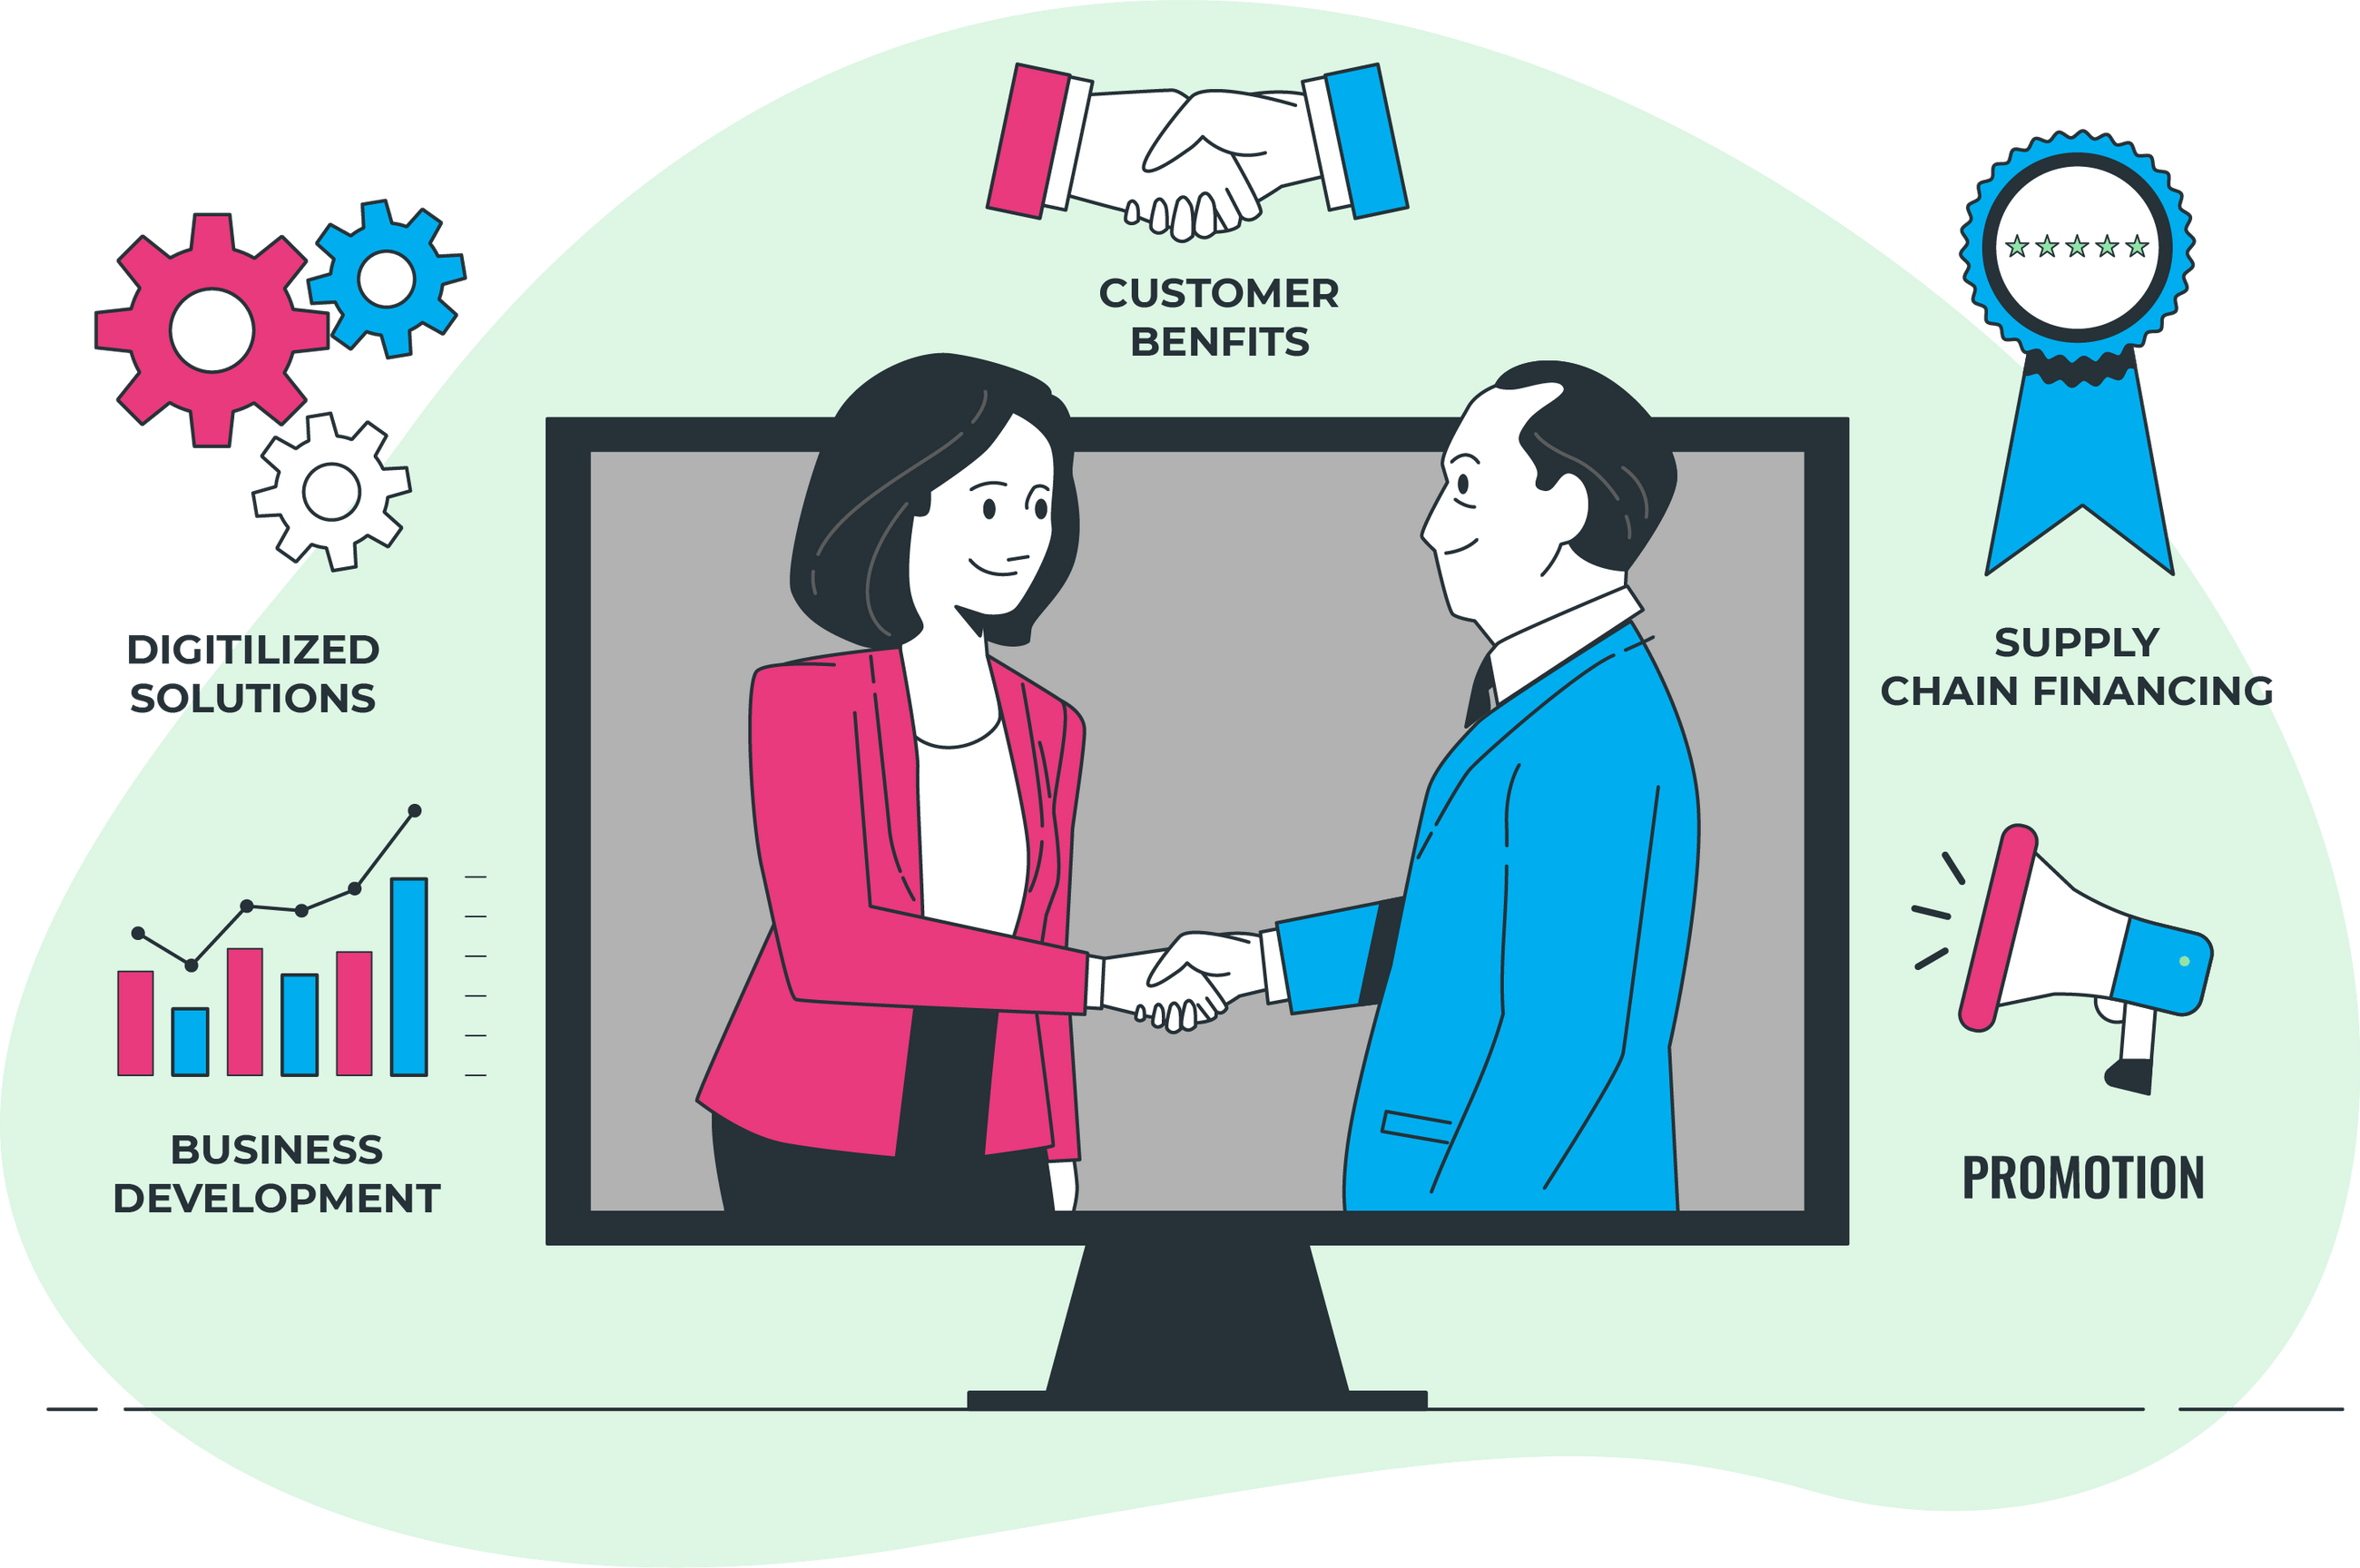 CUSTOMER
BENFITS
DIGITILIZED
SOLUTIONS
SUPPLY
CHAIN FINANCING
BUSINESS
DEVELOPMENT
PROMOTION